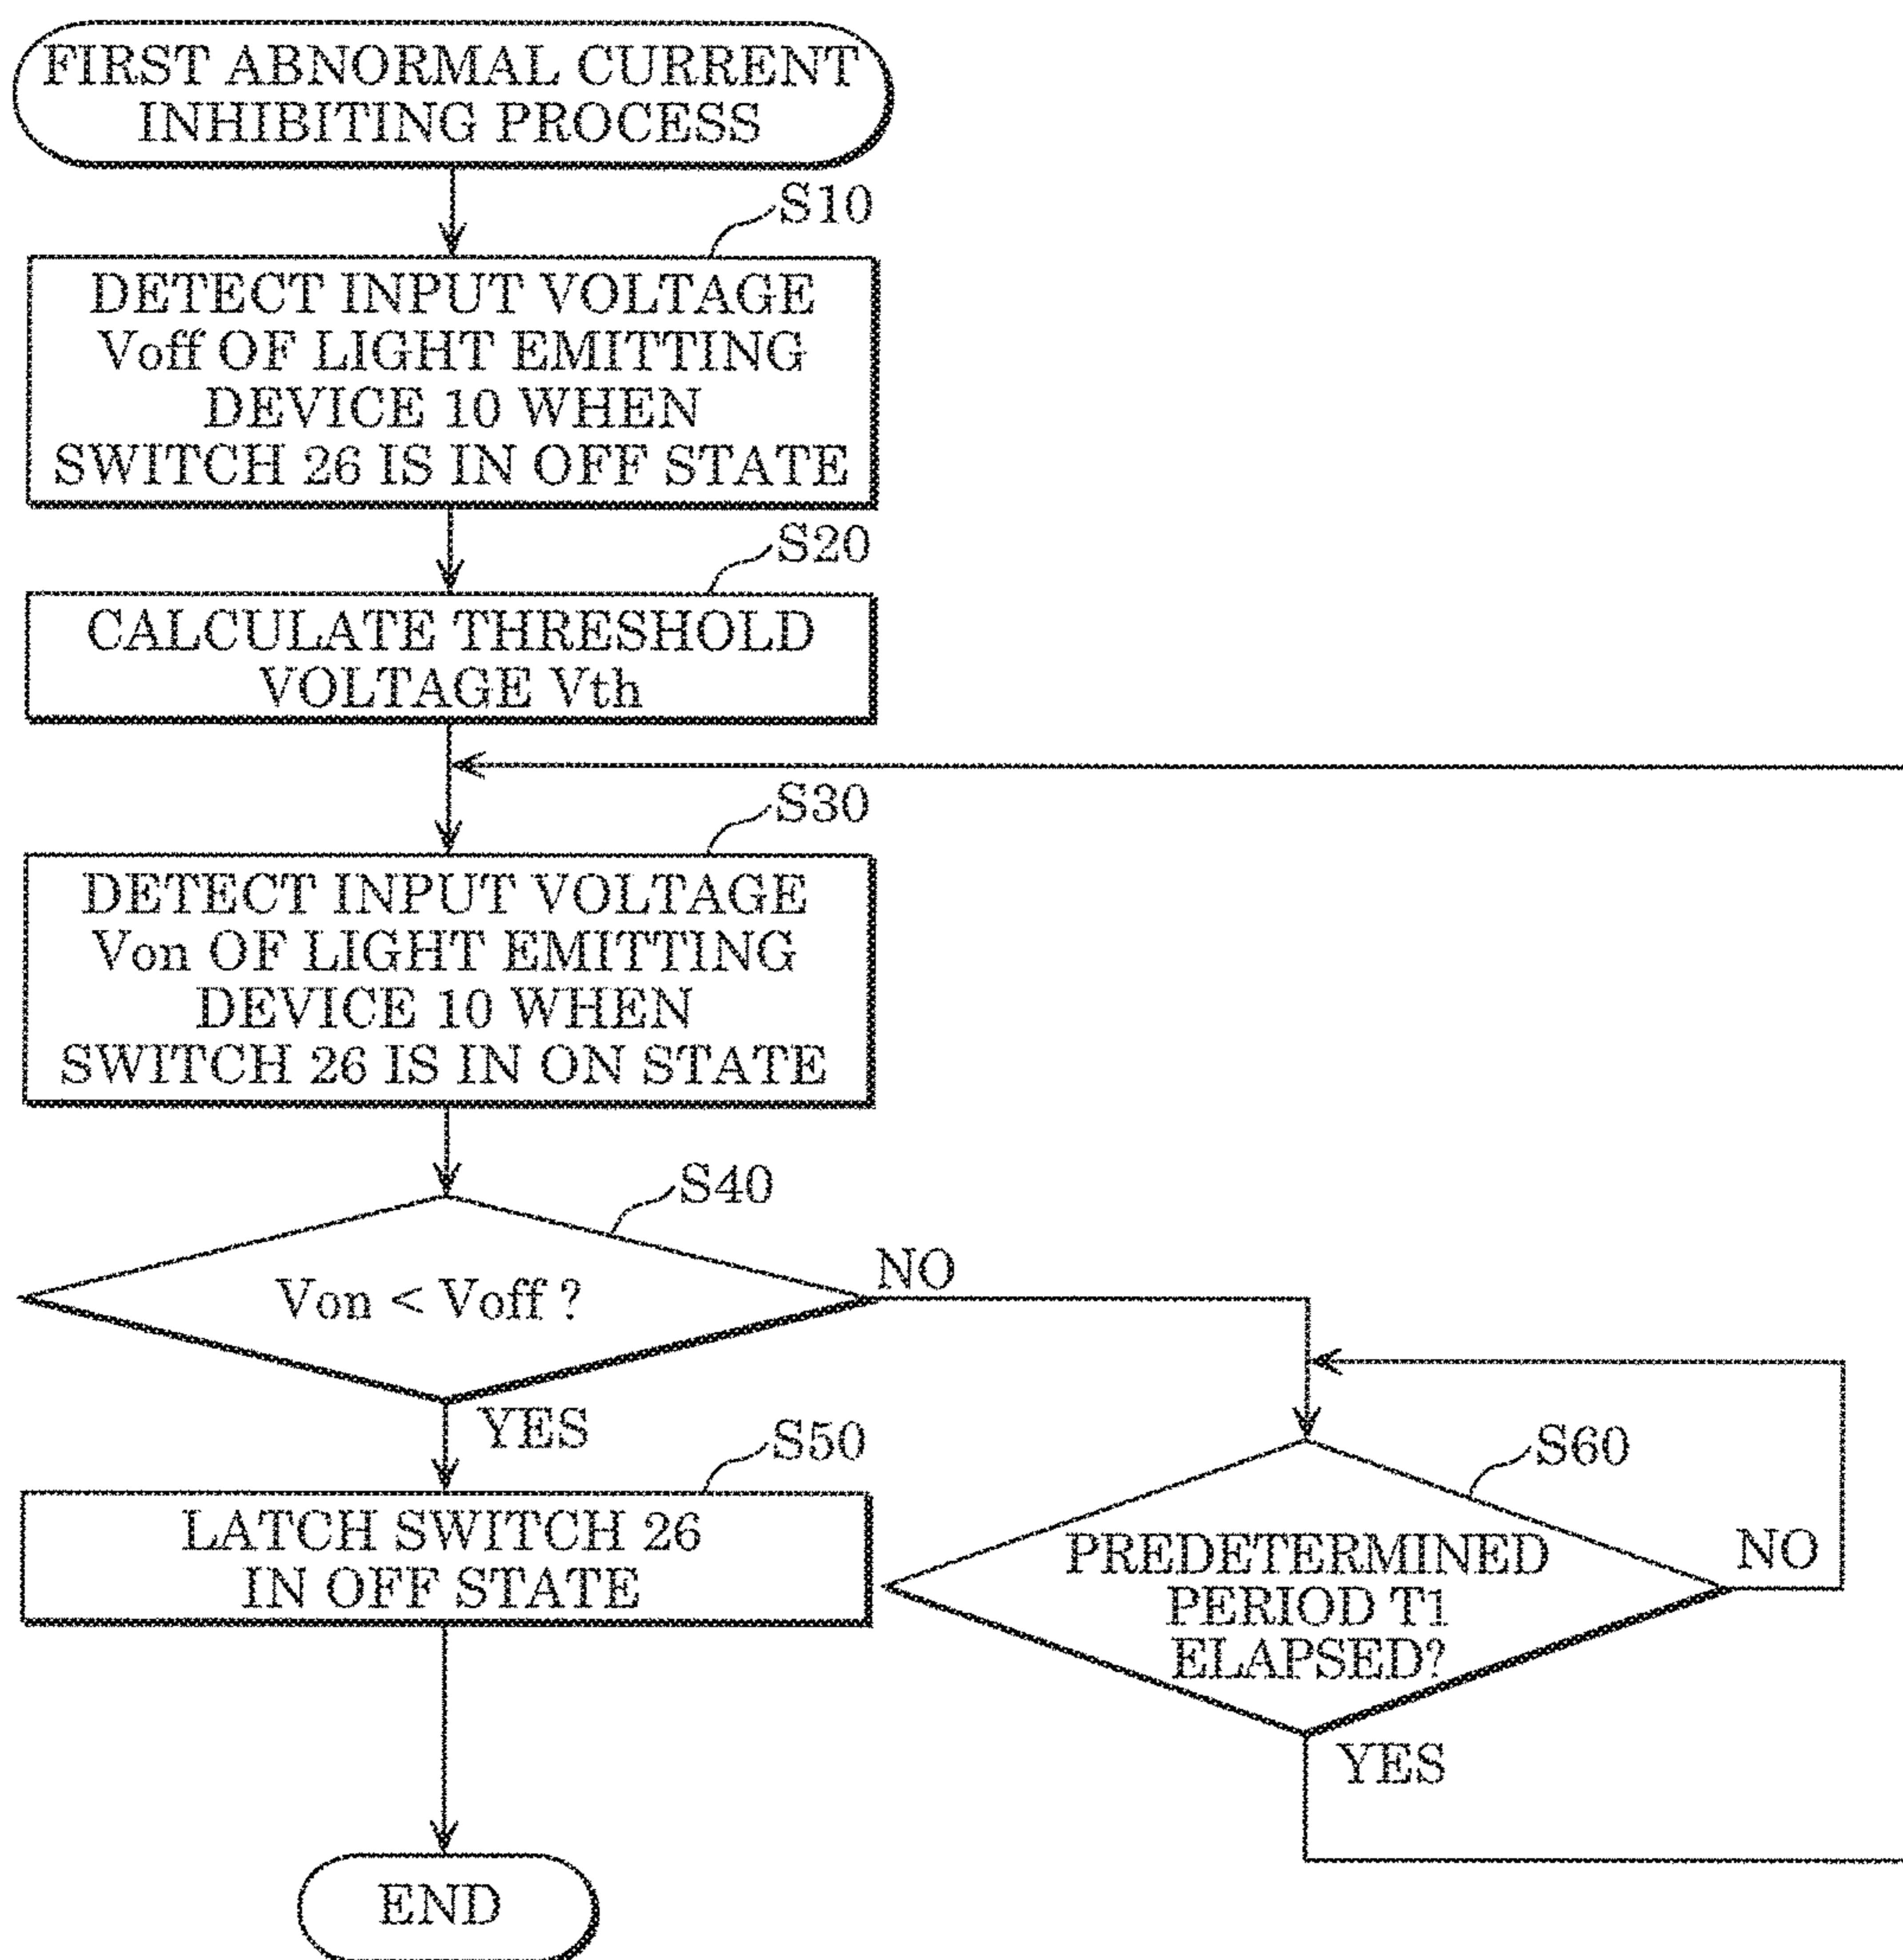 FIRST ABNORMAL CURRENT
INHIBITING PROCESS
S10
DETECT INPUT VOLTAGE
Voff OF LIGHT EMITTING
DEVICE 10 WHEN
SWITCH 26 IS IN OFF STATE
S20
CALCULATE THRESHOLD
VOLTAGE Vth
S30
DETECT INPUT VOLTAGE
Von OF LIGHT EMITTING
DEVICE 10 WHEN
SWITCH 26 IS IN ON STATE
S40
Von < Voff ?
NO
YES
S50
LATCH SWITCH 26
IN OFF STATE
S60
PREDETERMINED
PERIOD T1
ELAPSED?
NO
YES
END